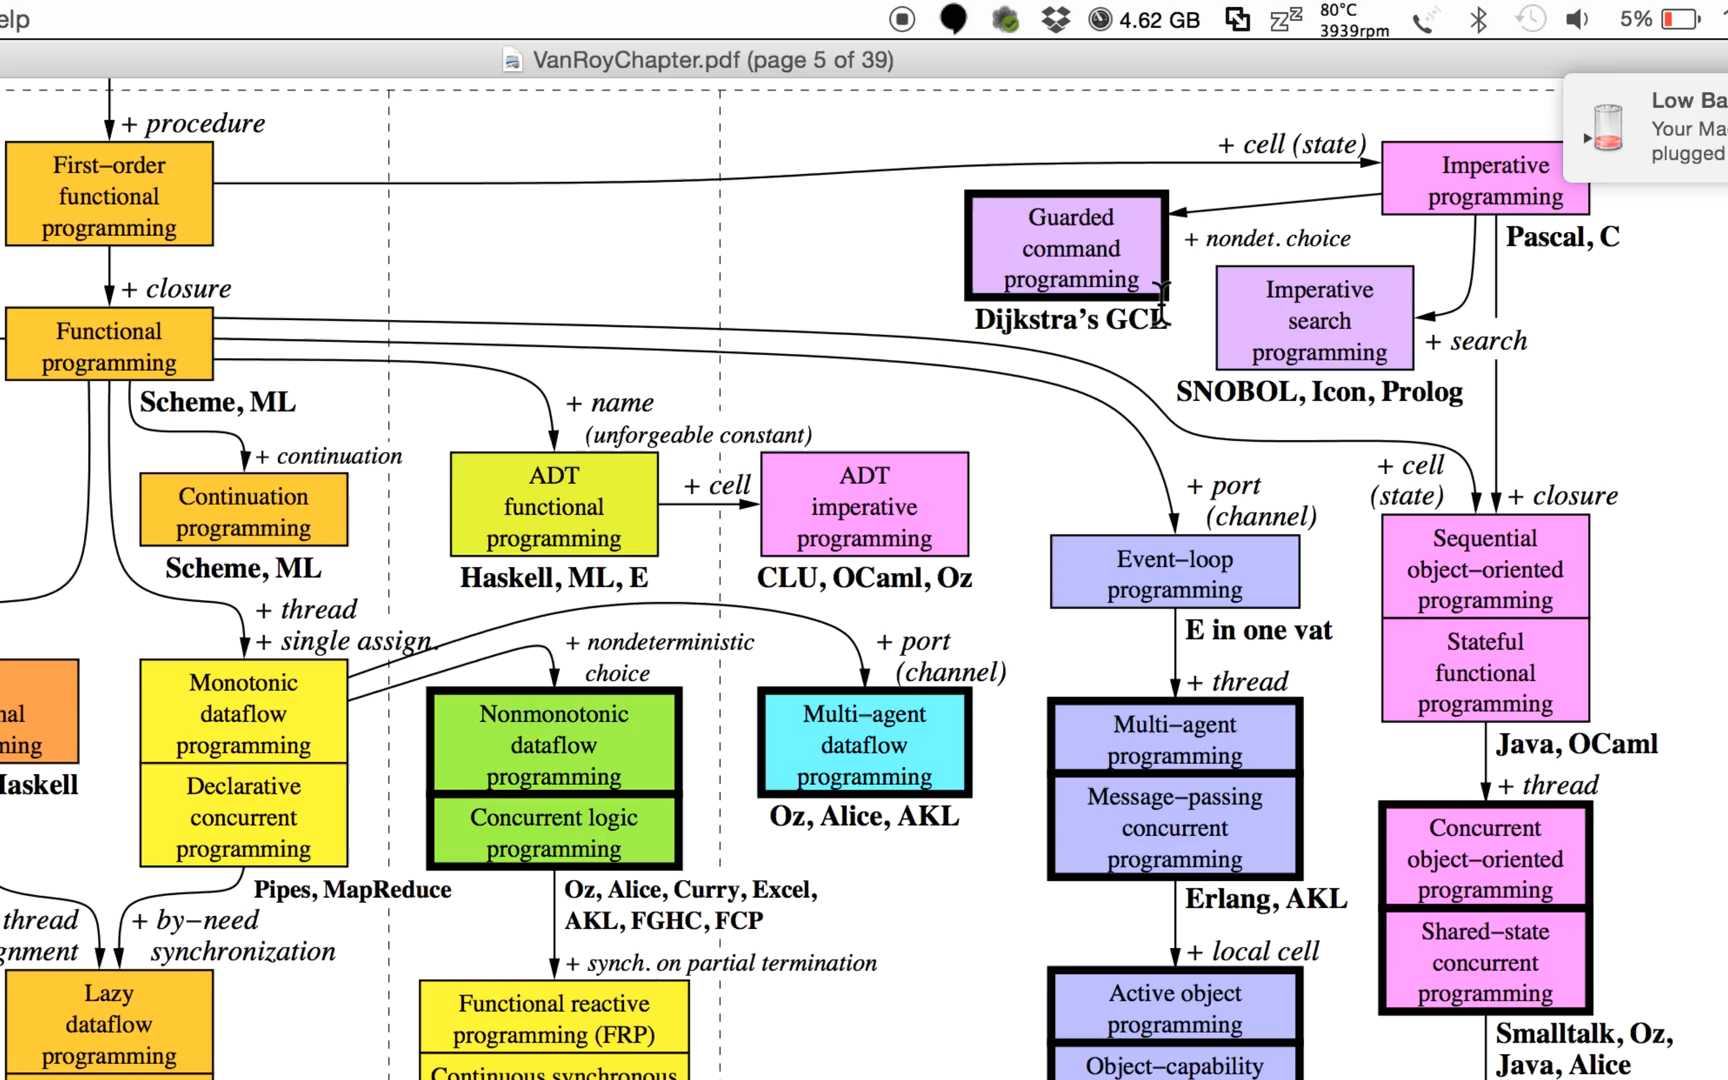 elp
4.62 GB
80°C
3939rpm
5%
VanRoyChapter.pdf (page 5 of 39)
Low Ba
Your Ma
plugged
+ procedure
First−order
functional
programming
+ cell (state)
Imperative
programming
Pascal, C
Guarded
command
programming
Dijkstra’s GCL
+ nondet. choice
Imperative
search
programming
+ search
SNOBOL, Icon, Prolog
+ closure
Functional
programming
Scheme, ML
+ continuation
Continuation
programming
Scheme, ML
+ name
(unforgeable constant)
ADT
functional
programming
Haskell, ML, E
+ cell
ADT
imperative
programming
CLU, OCaml, Oz
+ port
(channel)
Event−loop
programming
E in one vat
+ cell
(state)
+ closure
Sequential
object−oriented
programming
Stateful
functional
programming
Java, OCaml
+ thread
+ single assign.
Monotonic
dataflow
programming
Declarative
concurrent
programming
Pipes, MapReduce
nal
ming
Haskell
+ nondeterministic
choice
Nonmonotonic
dataflow
programming
Concurrent logic
programming
Oz, Alice, Curry, Excel,
AKL, FGHC, FCP
+ port
(channel)
Multi−agent
dataflow
programming
Oz, Alice, AKL
+ thread
Multi−agent
programming
Message−passing
concurrent
programming
Erlang, AKL
+ thread
Concurrent
object−oriented
programming
Shared−state
concurrent
programming
Smalltalk, Oz,
Java, Alice
thread
gnment
+ by−need
synchronization
Lazy
dataflow
programming
+ synch. on partial termination
Functional reactive
programming (FRP)
Continuous synchronous
+ local cell
Active object
programming
Object−capability